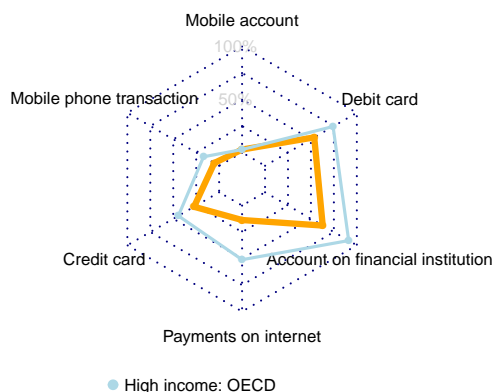 Mobile account
100%
50%
Debit card
Mobile phone transaction
Credit card
Account on financial institution
Payments on internet
High income: OECD